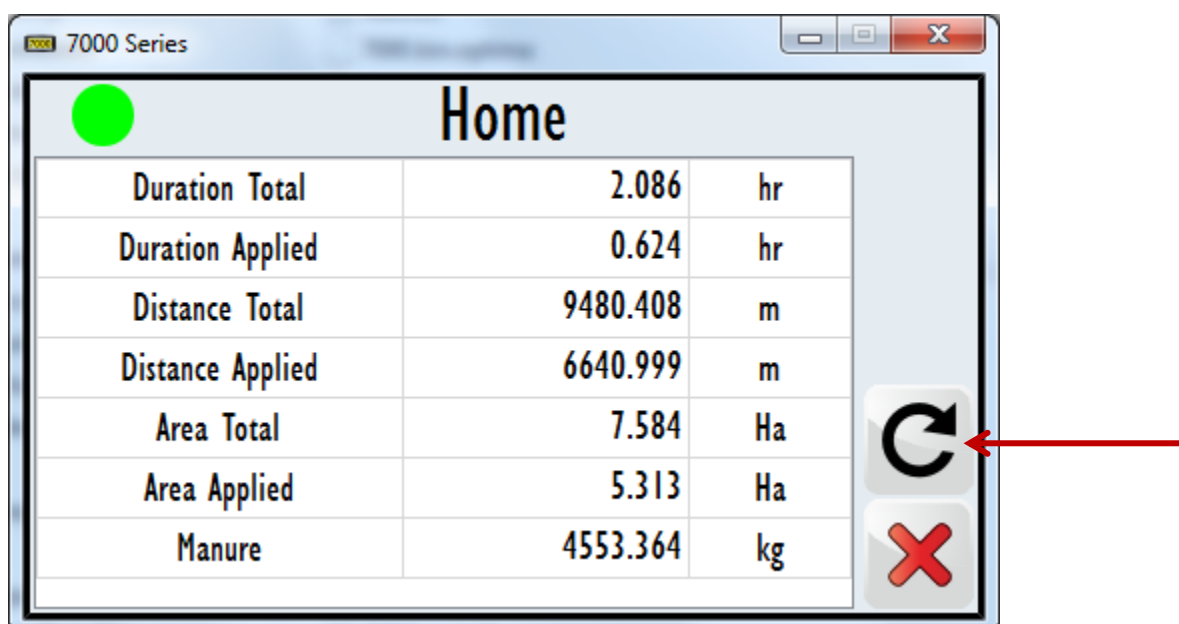 7000 Series
Home
Duration Total 2.086 hr
Duration Applied 0.624 hr
Distance Total 9480.408 m
Distance Applied 6640.999 m
Area Total 7.584 Ha
Area Applied 5.313 Ha
Manure 4553.364 kg